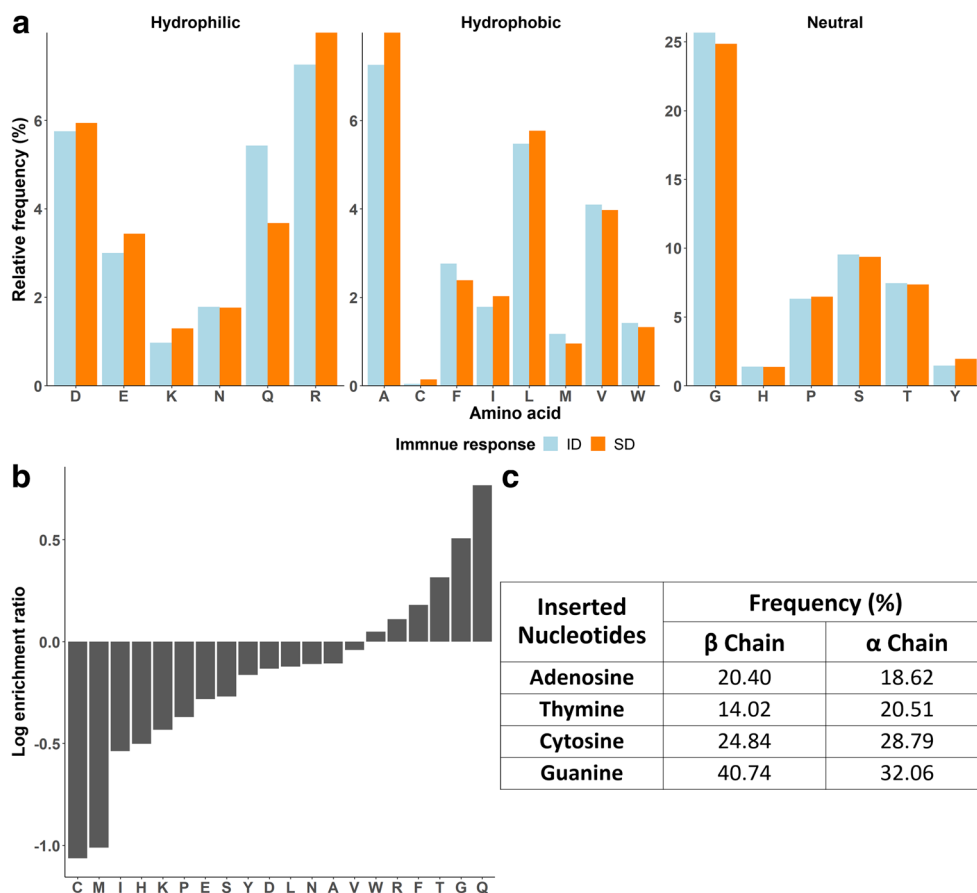 a
Hydrophilic
Hydrophobic
Neutral
Relative frequency (%)
6
4
2
0
6
4
2
0
25
20
15
10
5
0
D E K N Q R
A C F I L M V W
G H P S T Y
Amino acid
Immnue response ID SD
b
Log enrichment ratio
0.5
0.0
-0.5
-1.0
C M I H K P E S Y D L N A V W R F T G Q
c
Inserted Nucleotides
Frequency (%)
β Chain α Chain
Adenosine 20.40 18.62
Thymine 14.02 20.51
Cytosine 24.84 28.79
Guanine 40.74 32.06